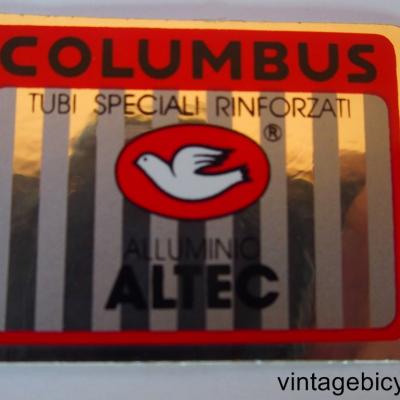 COLUMBUS
TUBI SPECIALI RINFORZATI
®
ALLUMINIO
ALTEC
vintagebicy